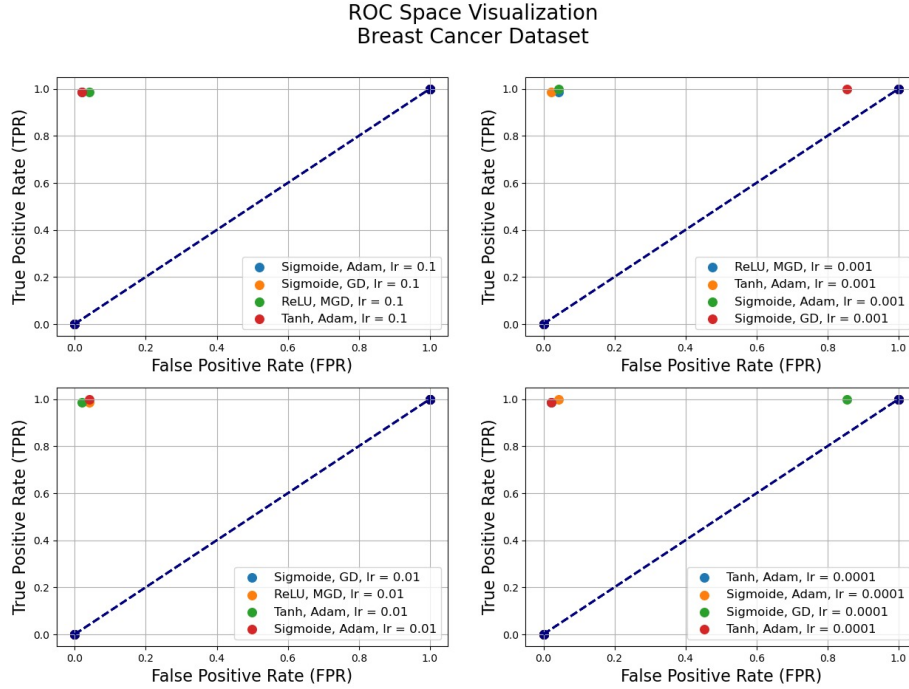 ROC Space Visualization
Breast Cancer Dataset
True Positive Rate (TPR)
1.0
0.8
0.6
0.4
0.2
0.0
Sigmoide, Adam, lr = 0.1
Sigmoide, GD, lr = 0.1
ReLU, MGD, lr = 0.1
Tanh, Adam, lr = 0.1
0.0 0.2 0.4 0.6 0.8 1.0
False Positive Rate (FPR)
True Positive Rate (TPR)
1.0
0.8
0.6
0.4
0.2
0.0
ReLU, MGD, lr = 0.001
Tanh, Adam, lr = 0.001
Sigmoide, Adam, lr = 0.001
Sigmoide, GD, lr = 0.001
0.0 0.2 0.4 0.6 0.8 1.0
False Positive Rate (FPR)
True Positive Rate (TPR)
1.0
0.8
0.6
0.4
0.2
0.0
Sigmoide, GD, lr = 0.01
ReLU, MGD, lr = 0.01
Tanh, Adam, lr = 0.01
Sigmoide, Adam, lr = 0.01
0.0 0.2 0.4 0.6 0.8 1.0
False Positive Rate (FPR)
True Positive Rate (TPR)
1.0
0.8
0.6
0.4
0.2
0.0
Tanh, Adam, lr = 0.0001
Sigmoide, Adam, lr = 0.0001
Sigmoide, GD, lr = 0.0001
Tanh, Adam, lr = 0.0001
0.0 0.2 0.4 0.6 0.8 1.0
False Positive Rate (FPR)